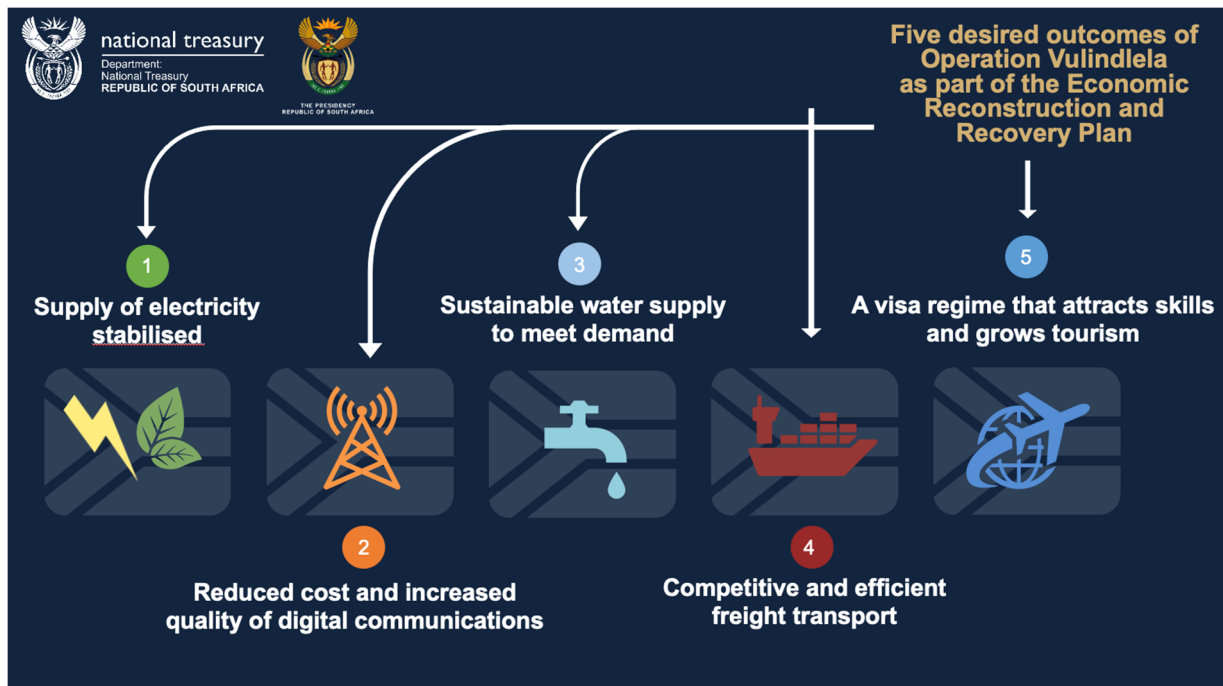 national treasury
Department:
National Treasury
REPUBLIC OF SOUTH AFRICA
THE PRESIDENCY
REPUBLIC OF SOUTH AFRICA
Five desired outcomes of
Operation Vulindlela
as part of the Economic
Reconstruction and
Recovery Plan
1
Supply of electricity
stabilised
2
Reduced cost and increased
quality of digital communications
3
Sustainable water supply
to meet demand
4
Competitive and efficient
freight transport
5
A visa regime that attracts skills
and grows tourism